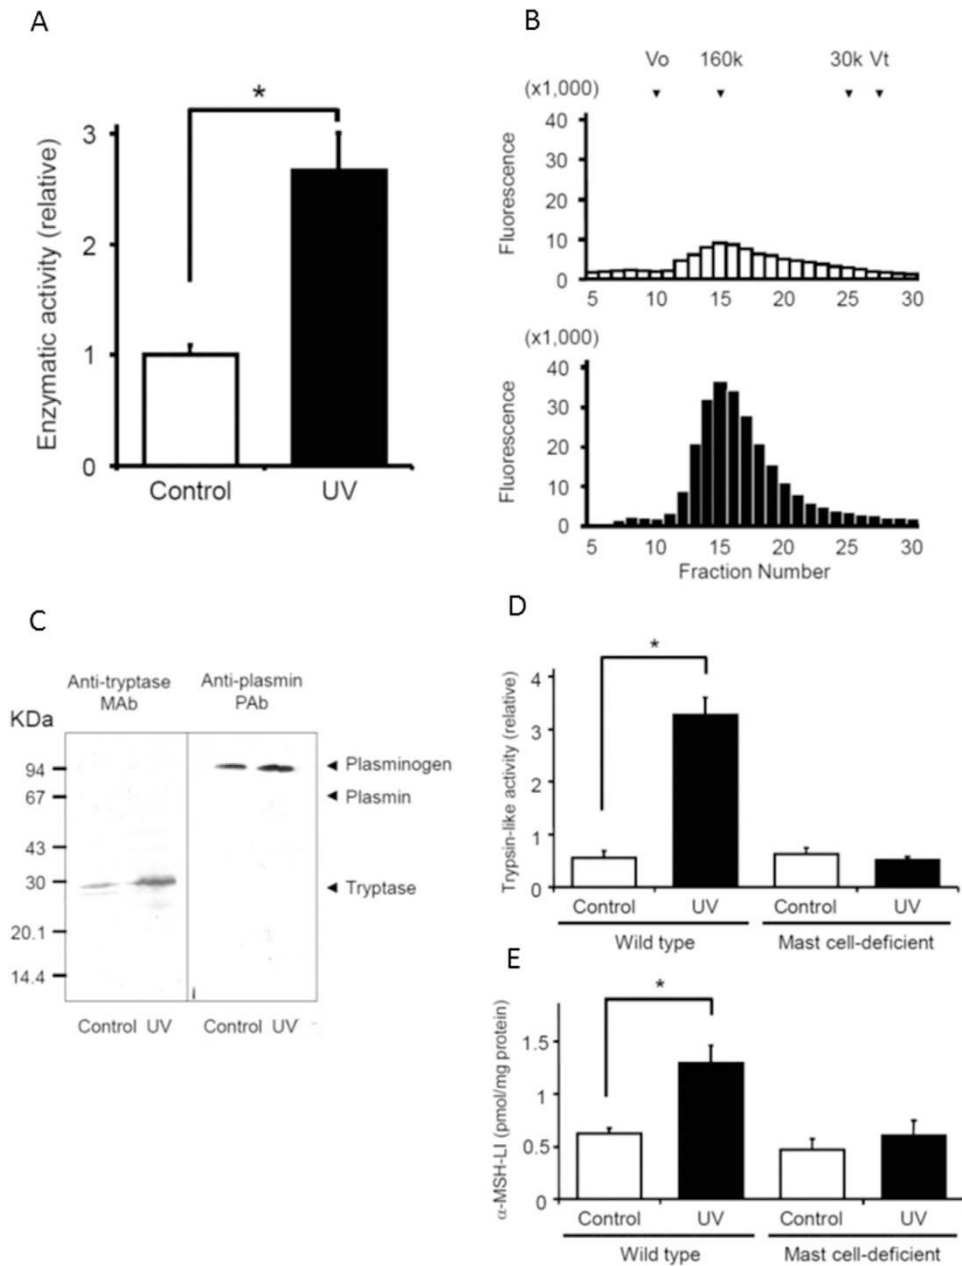 A
Enzymatic activity (relative)
3
2
1
0
*
Control UV
B
Vo 160k 30k Vt
(x1,000)
Fluorescence
40
30
20
10
0
5 10 15 20 25 30
(x1,000)
Fluorescence
40
30
20
10
0
5 10 15 20 25 30
Fraction Number
C
Anti-tryptase
MAb
Anti-plasmin
PAb
KDa
94
67
43
30
20.1
14.4
Plasminogen
Plasmin
Tryptase
Control UV Control UV
D
Trypsin-like activity (relative)
4
3
2
1
0
*
Control UV Control UV
Wild type Mast cell-deficient
E
α-MSH-LI (pmol/mg protein)
1.5
1
0.5
0
*
Control UV Control UV
Wild type Mast cell-deficient